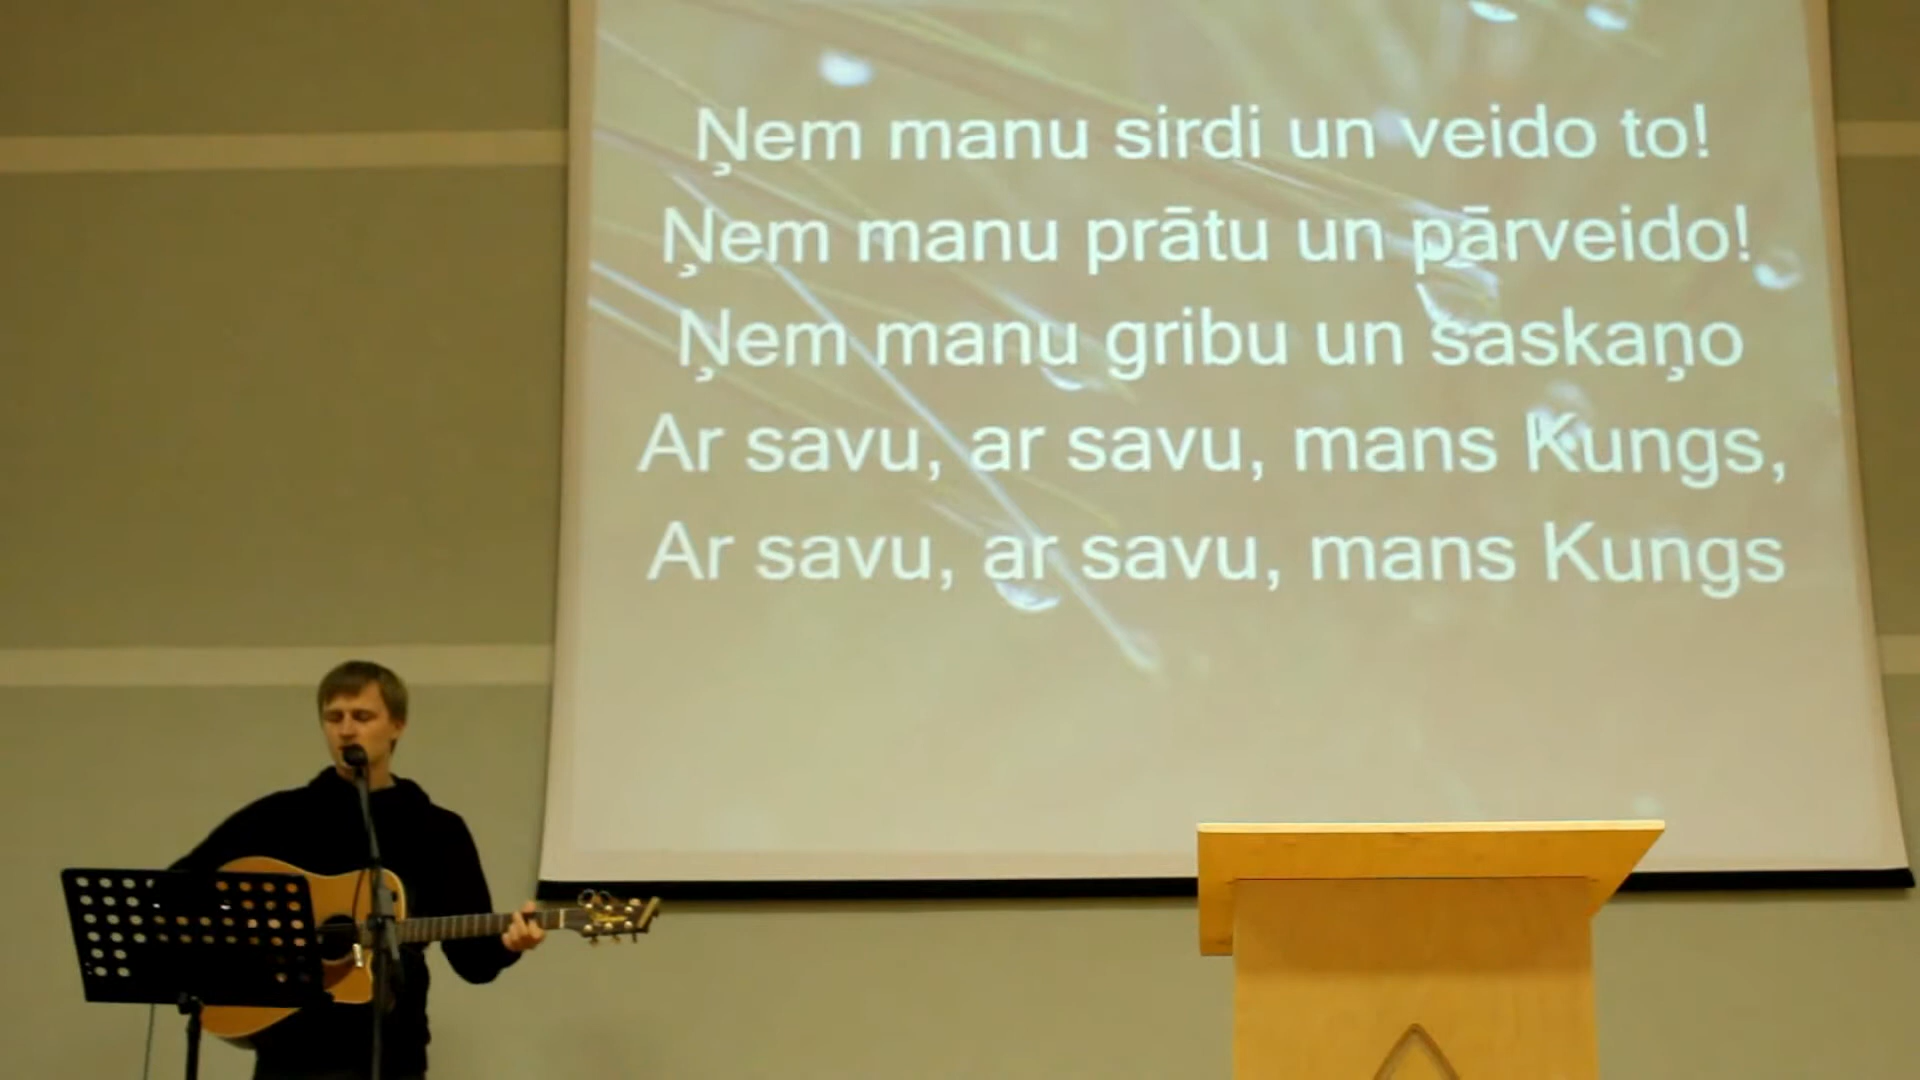 Ņem manu sirdi un veido to!
Ņem manu prātu un pārveido!
Ņem manu gribu un saskaņo
Ar savu, ar savu, mans Kungs,
Ar savu, ar savu, mans Kungs